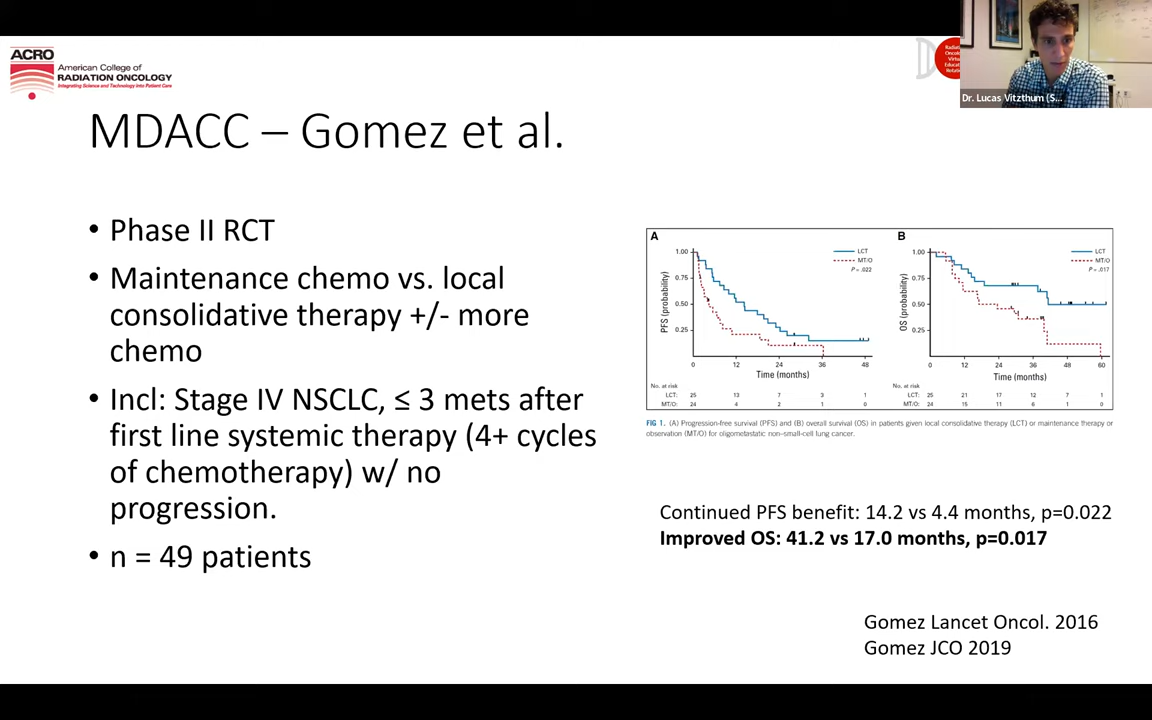 ACRO
American College of
RADIATION ONCOLOGY
Integrating Science and Technology into Patient Care
Radiati
Oncolo
Virtu
Educat
Rotati
Dr. Lucas Vitzthum (S...
MDACC – Gomez et al.
• Phase II RCT
• Maintenance chemo vs. local
consolidative therapy +/- more
chemo
• Incl: Stage IV NSCLC, ≤ 3 mets after
first line systemic therapy (4+ cycles
of chemotherapy) w/ no
progression.
• n = 49 patients
A
PFS (probability)
1.00
0.75
0.50
0.25
LCT
MT/O
P = .022
0 12 24 36 48
Time (months)
No. at risk
LCT: 25 13 7 3 1
MT/O: 24 4 2 1 0
B
OS (probability)
1.00
0.75
0.50
0.25
LCT
MT/O
P = .017
0 12 24 36 48 60
Time (months)
No. at risk
LCT: 25 21 17 12 7 1
MT/O: 24 15 11 6 1 0
FIG 1. (A) Progression-free survival (PFS) and (B) overall survival (OS) in patients given local consolidative therapy (LCT) or maintenance therapy or
observation (MT/O) for oligometastatic non–small-cell lung cancer.
Continued PFS benefit: 14.2 vs 4.4 months, p=0.022
Improved OS: 41.2 vs 17.0 months, p=0.017
Gomez Lancet Oncol. 2016
Gomez JCO 2019